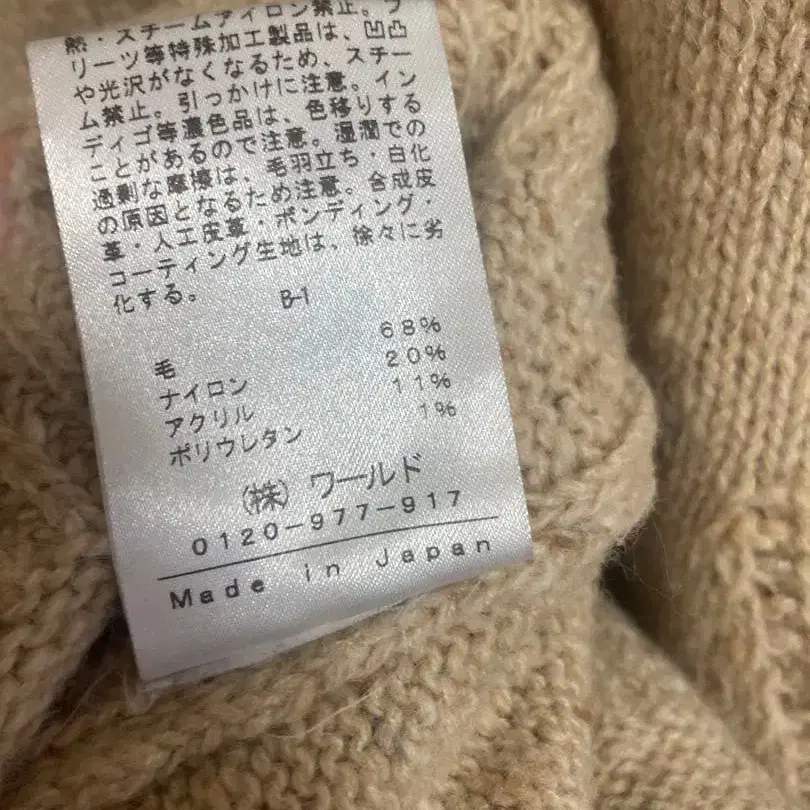 然・スチームアイロン禁止。プ
リーツ等特殊加工製品は、凹凸
や光沢がなくなるため、スチー
ム禁止。引っかけに注意。イン
ディゴ等濃色品は、色移りする
ことがあるので注意。湿潤での
過剰な摩擦は、毛羽立ち・白化
の原因となるため注意。合成皮
革・人工皮革・ボンディング・
コーティング生地は、徐々に劣
化する。 B-1
毛 68%
ナイロン 20%
アクリル 11%
ポリウレタン 1%
(株) ワールド
0120-977-917
Made in Japan